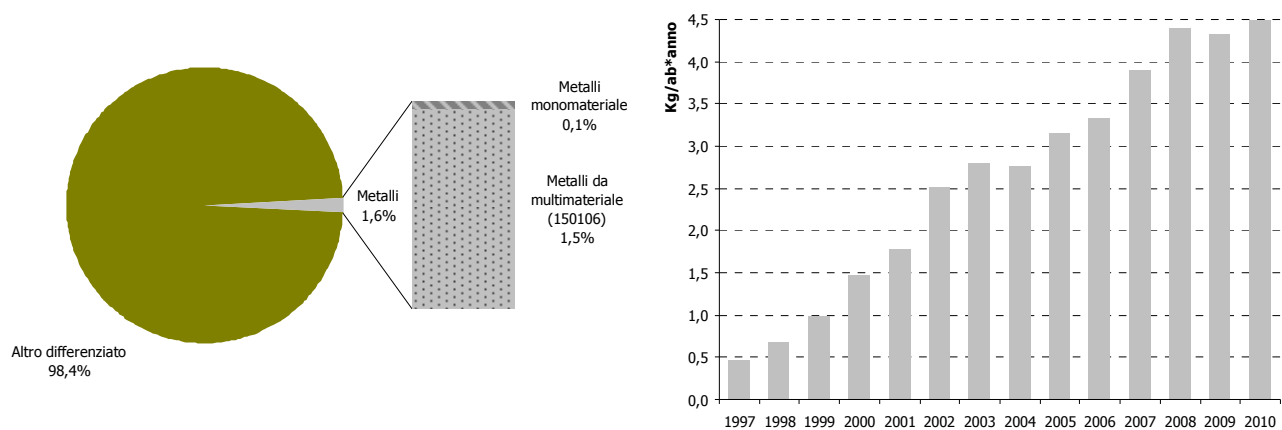 Metalli
monomateriale
0,1%
Metalli
1,6%
Metalli da
multimateriale
(150106)
1,5%
Altro differenziato
98,4%
Kg/ab*anno
4,5
4,0
3,5
3,0
2,5
2,0
1,5
1,0
0,5
0,0
1997 1998 1999 2000 2001 2002 2003 2004 2005 2006 2007 2008 2009 2010